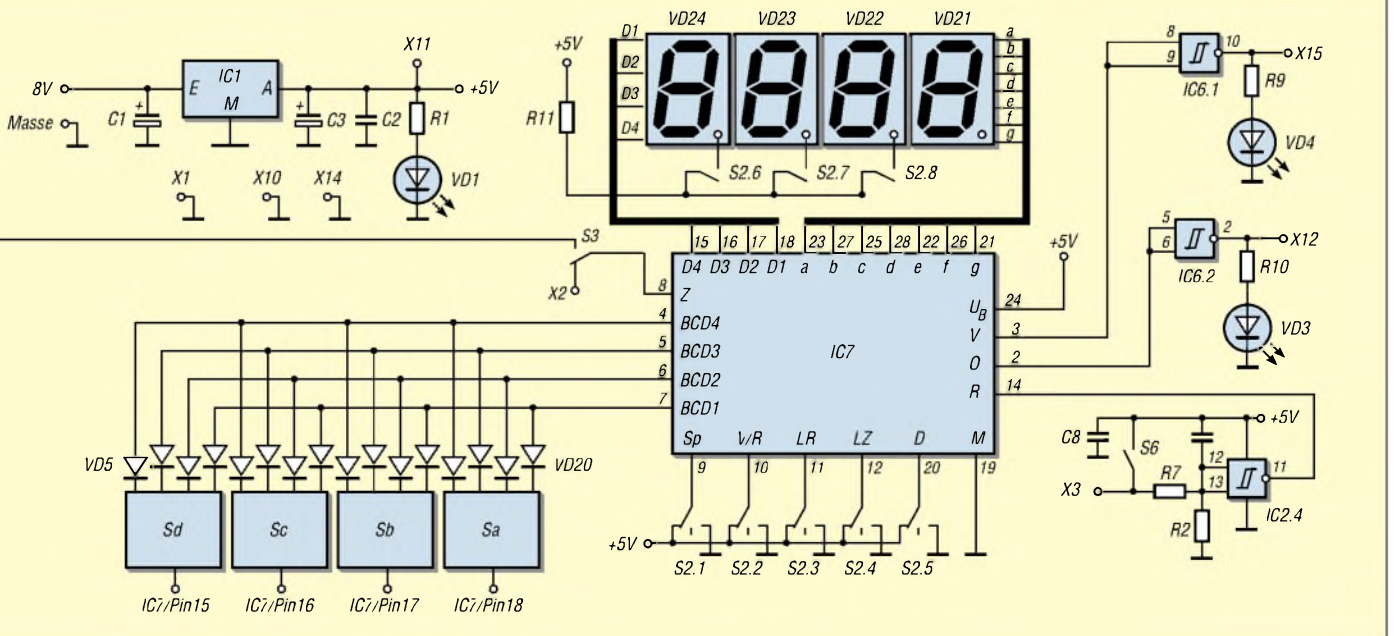 VD24 VD23 VD22 VD21
X11 +5V D1 D2 D3 D4 a b c d e f g
8V E IC1 A M +5V
Masse C1 + C3 + C2 R1 R11
X1 X10 X14 VD1
S2.6 S2.7 S2.8
8 9 10 X15
IC6.1 R9
VD4
5 6 2 X12
IC6.2 R10
VD3
S3
X2
15 16 17 18 23 27 25 28 22 26 21
D4 D3 D2 D1 a b c d e f g
+5V
8 Z
4 BCD4
5 BCD3
6 BCD2
7 BCD1
IC7
UB 24
V 3
O 2
R 14
Sp V/R LR LZ D M
9 10 11 12 20 19
+5V
S2.1 S2.2 S2.3 S2.4 S2.5
VD5 VD20
Sd Sc Sb Sa
IC7/Pin15 IC7/Pin16 IC7/Pin17 IC7/Pin18
C8 S6 +5V
12 11
X3 R7 13
R2 IC2.4